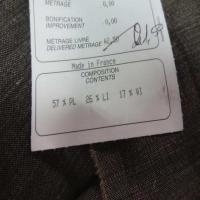 METRAGE : 0,00
BONIFICATION
IMPROVEMENT : 0,00
METRAGE LIVRE
DELIVERED METRAGE :
Made in France
COMPOSITION
CONTENTS
57 % PL 26 % LI 17 % VI